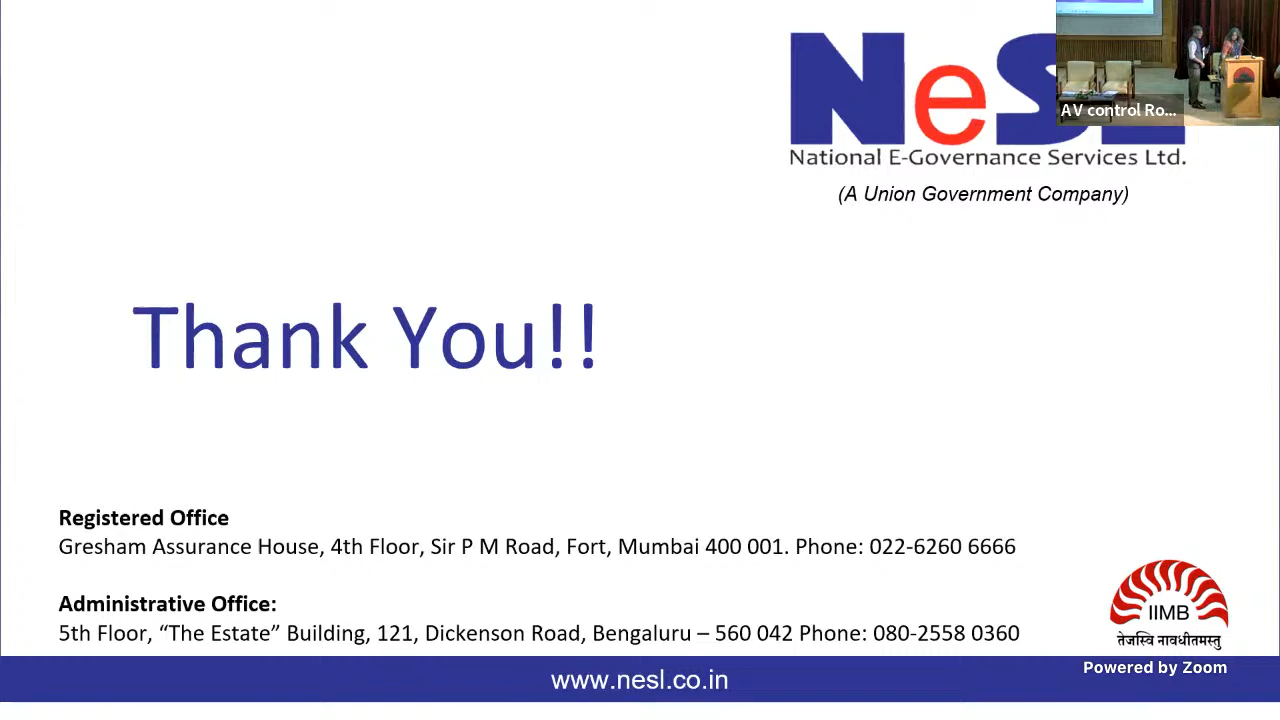 NeSL
A V control Ro...
National E-Governance Services Ltd.
(A Union Government Company)
Thank You!!
Registered Office
Gresham Assurance House, 4th Floor, Sir P M Road, Fort, Mumbai 400 001. Phone: 022-6260 6666
Administrative Office:
5th Floor, “The Estate” Building, 121, Dickenson Road, Bengaluru – 560 042 Phone: 080-2558 0360
IIMB
तेजस्वि नावधीतमस्तु
Powered by Zoom
www.nesl.co.in